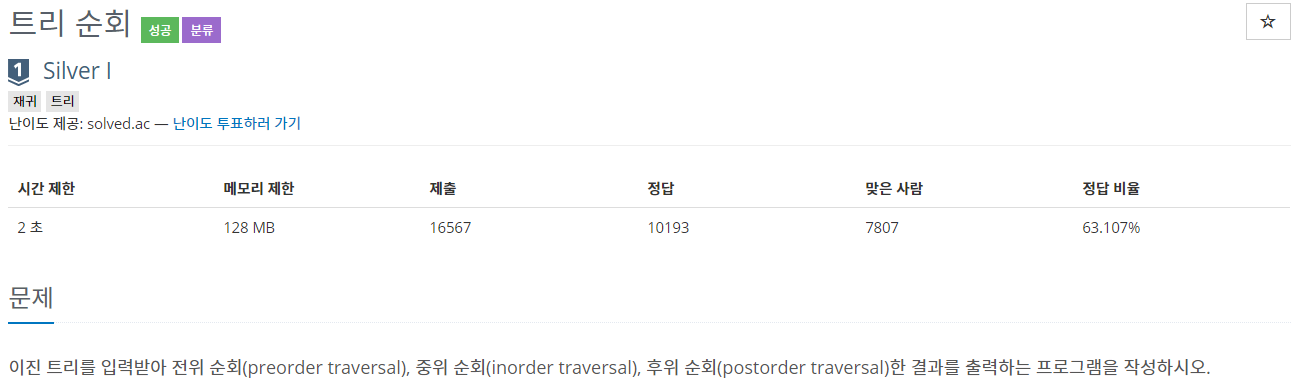 트리 순회 성공 분류
☆
1 Silver I
재귀 트리
난이도 제공: solved.ac — 난이도 투표하러 가기
시간 제한 메모리 제한 제출 정답 맞은 사람 정답 비율
2 초 128 MB 16567 10193 7807 63.107%
문제
이진 트리를 입력받아 전위 순회(preorder traversal), 중위 순회(inorder traversal), 후위 순회(postorder traversal)한 결과를 출력하는 프로그램을 작성하시오.